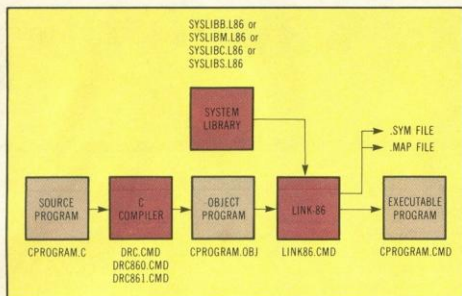 SYSLIBB.L86 or
SYSLIBM.L86 or
SYSLIBC.L86 or
SYSLIBS.L86
SYSTEM
LIBRARY
.SYM FILE
.MAP FILE
SOURCE
PROGRAM
C
COMPILER
OBJECT
PROGRAM
LINK-86
EXECUTABLE
PROGRAM
CPROGRAM.C
DRC.CMD
DRC860.CMD
DRC861.CMD
CPROGRAM.OBJ
LINK86.CMD
CPROGRAM.CMD